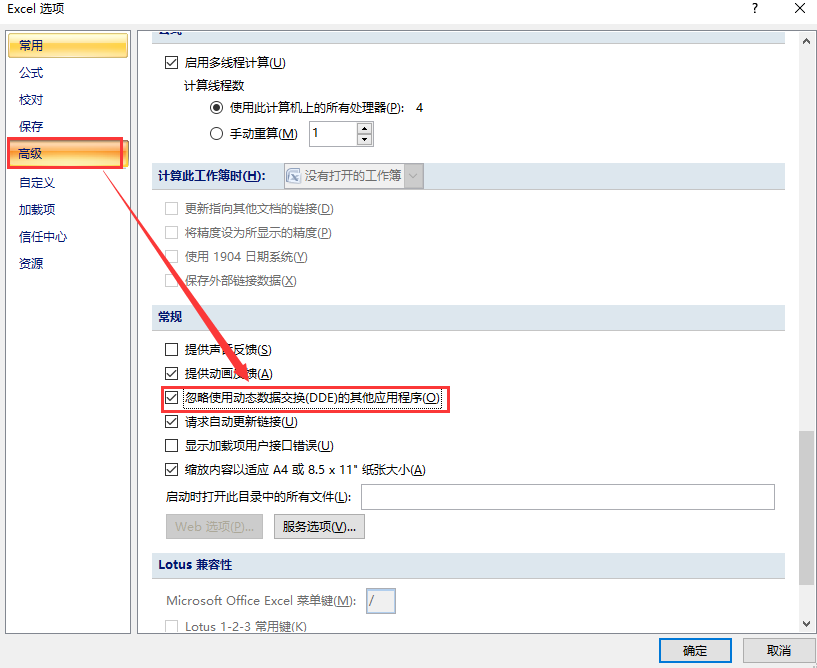 Excel 选项
常用
公式
校对
保存
高级
自定义
加载项
信任中心
资源
公式
启用多线程计算(U)
计算线程数
使用此计算机上的所有处理器(P): 4
手动重算(M) 1
计算此工作簿时(H): 没有打开的工作簿
更新指向其他文档的链接(D)
将精度设为所显示的精度(P)
使用 1904 日期系统(Y)
保存外部链接数据(X)
常规
提供声音反馈(S)
提供动画反馈(A)
忽略使用动态数据交换(DDE)的其他应用程序(O)
请求自动更新链接(U)
显示加载项用户接口错误(U)
缩放内容以适应 A4 或 8.5 x 11" 纸张大小(A)
启动时打开此目录中的所有文件(L):
Web 选项(P)... 服务选项(V)...
Lotus 兼容性
Microsoft Office Excel 菜单键(M): /
Lotus 1-2-3 常用键(K)
确定 取消